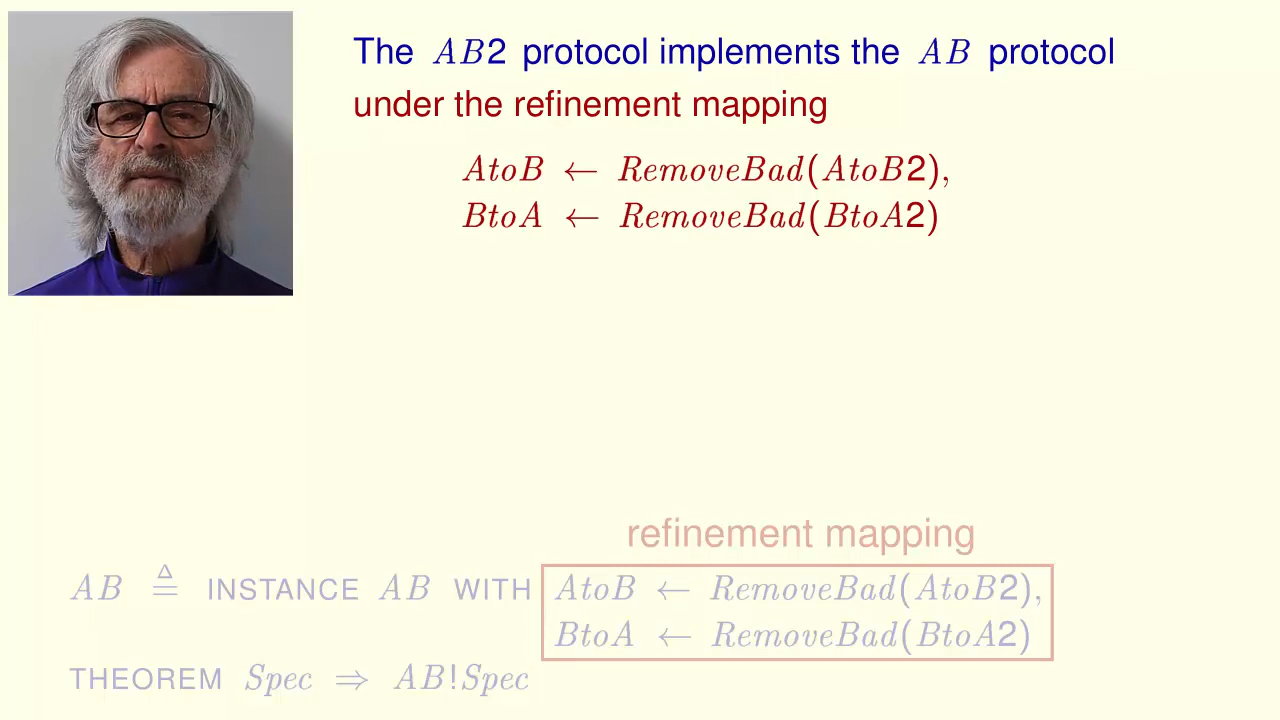 The AB2 protocol implements the AB protocol
under the refinement mapping
AtoB ← RemoveBad(AtoB2),
BtoA ← RemoveBad(BtoA2)
refinement mapping
AB ≜ INSTANCE AB WITH AtoB ← RemoveBad(AtoB2),
BtoA ← RemoveBad(BtoA2)
THEOREM Spec ⇒ AB!Spec